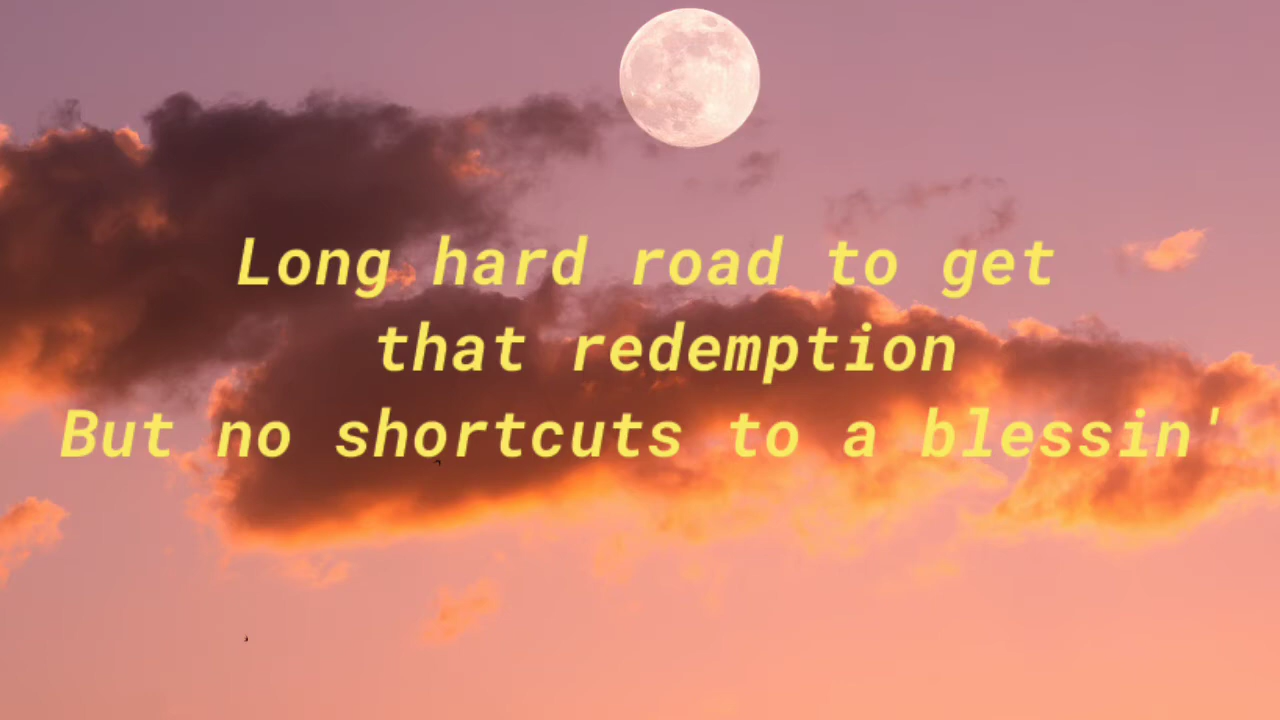 Long hard road to get
that redemption
But no shortcuts to a blessin'